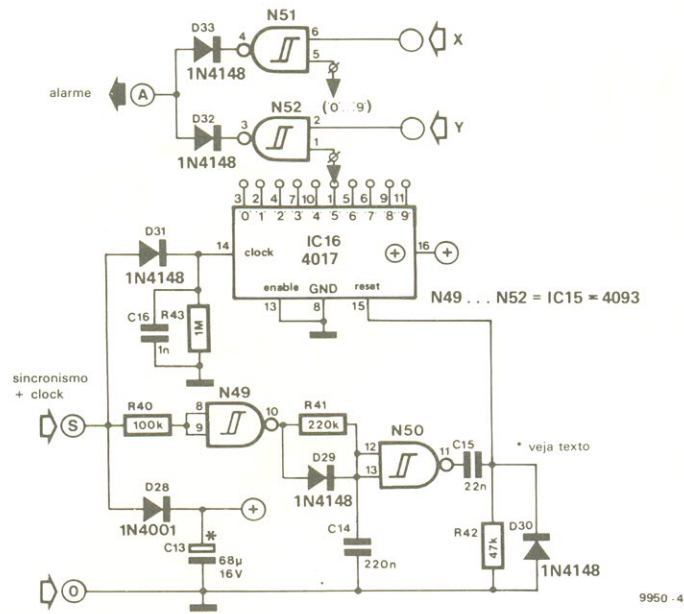 N51
D33
4
6
X
5
1N4148
alarme
A
N52
('0'...'9')
D32
3
2
Y
1
1N4148
3 2 4 7 10 1 5 6 9 11
0 1 2 3 4 5 6 7 8 9
D31
IC16
14
clock
4017
+
16
+
1N4148
enable
GND
reset
N49 ... N52 = IC15 = 4093
13
8
15
C16
R43
1M
1n
sincronismo
+ clock
N49
S
R40
8
10
R41
100k
9
220k
N50
12
11
C15
* veja texto
D29
13
22n
D28
1N4148
+
1N4001
C14
R42
D30
*
C13
47k
68µ
220n
1N4148
16V
0
9950 - 4